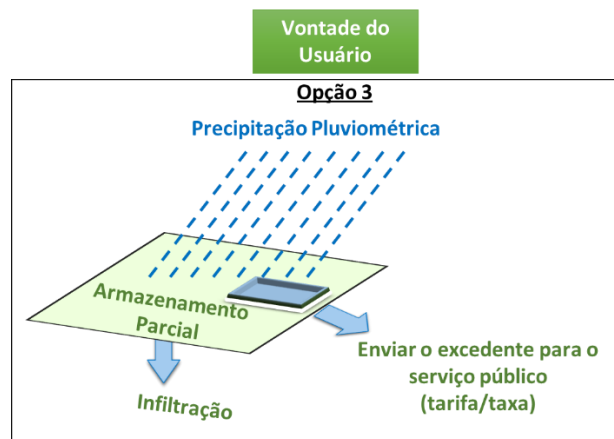 Vontade do
Usuário
Opção 3
Precipitação Pluviométrica
Armazenamento
Parcial
Enviar o excedente para o
serviço público
(tarifa/taxa)
Infiltração